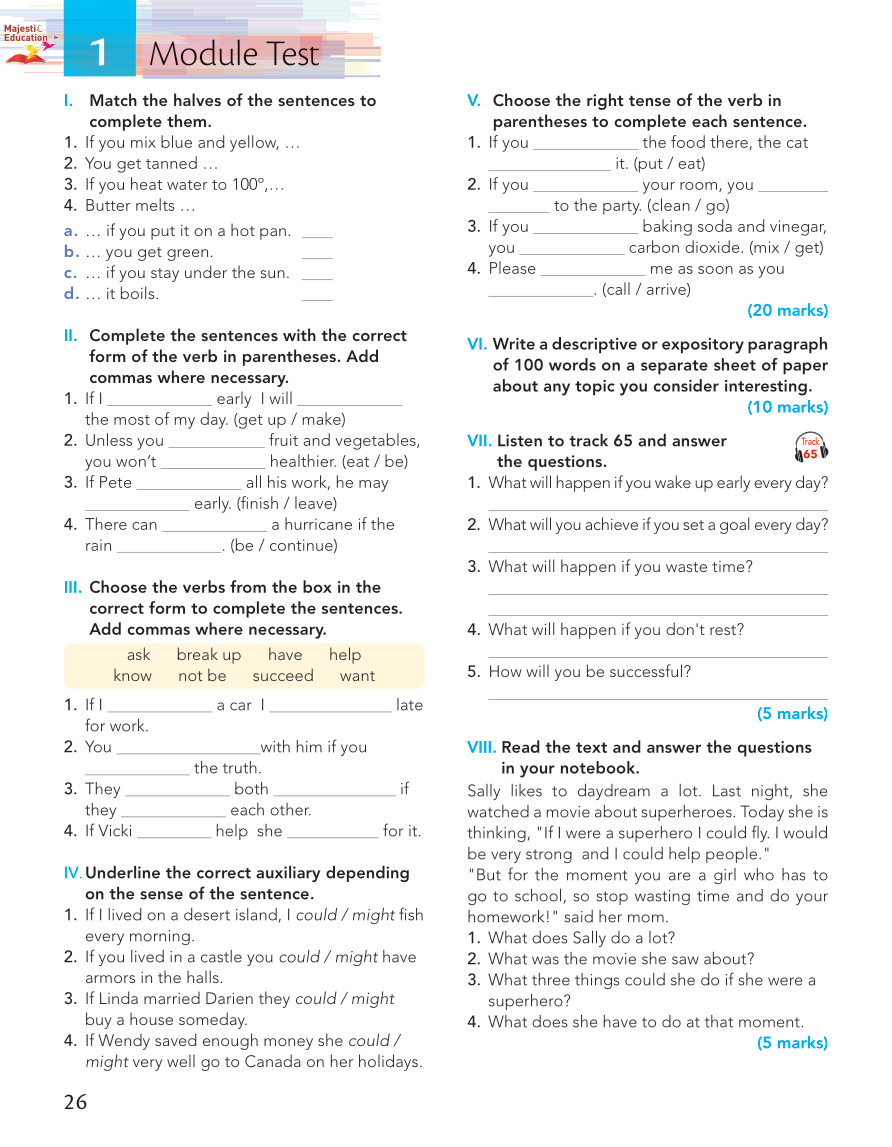 Majestic
Education
1 Module Test
I. Match the halves of the sentences to
complete them.
1. If you mix blue and yellow, …
2. You get tanned …
3. If you heat water to 100º,…
4. Butter melts …
a. … if you put it on a hot pan. ____
b. … you get green. ____
c. … if you stay under the sun. ____
d. … it boils. ____
II. Complete the sentences with the correct
form of the verb in parentheses. Add
commas where necessary.
1. If I ____________ early I will ____________
the most of my day. (get up / make)
2. Unless you ___________ fruit and vegetables,
you won’t ____________ healthier. (eat / be)
3. If Pete ____________ all his work, he may
____________ early. (finish / leave)
4. There can ____________ a hurricane if the
rain ____________. (be / continue)
III. Choose the verbs from the box in the
correct form to complete the sentences.
Add commas where necessary.
ask break up have help
know not be succeed want
1. If I ____________ a car I ______________ late
for work.
2. You _________________with him if you
____________ the truth.
3. They ____________ both ______________ if
they ____________ each other.
4. If Vicki _________ help she ___________ for it.
IV. Underline the correct auxiliary depending
on the sense of the sentence.
1. If I lived on a desert island, I could / might fish
every morning.
2. If you lived in a castle you could / might have
armors in the halls.
3. If Linda married Darien they could / might
buy a house someday.
4. If Wendy saved enough money she could /
might very well go to Canada on her holidays.
26
V. Choose the right tense of the verb in
parentheses to complete each sentence.
1. If you ____________ the food there, the cat
______________ it. (put / eat)
2. If you ____________ your room, you ________
_______ to the party. (clean / go)
3. If you ____________ baking soda and vinegar,
you ____________ carbon dioxide. (mix / get)
4. Please ____________ me as soon as you
____________. (call / arrive)
(20 marks)
VI. Write a descriptive or expository paragraph
of 100 words on a separate sheet of paper
about any topic you consider interesting.
(10 marks)
VII. Listen to track 65 and answer
the questions.
Track
65
1. What will happen if you wake up early every day?
2. What will you achieve if you set a goal every day?
3. What will happen if you waste time?
4. What will happen if you don't rest?
5. How will you be successful?
(5 marks)
VIII. Read the text and answer the questions
in your notebook.
Sally likes to daydream a lot. Last night, she
watched a movie about superheroes. Today she is
thinking, "If I were a superhero I could fly. I would
be very strong and I could help people."
"But for the moment you are a girl who has to
go to school, so stop wasting time and do your
homework!" said her mom.
1. What does Sally do a lot?
2. What was the movie she saw about?
3. What three things could she do if she were a
superhero?
4. What does she have to do at that moment.
(5 marks)